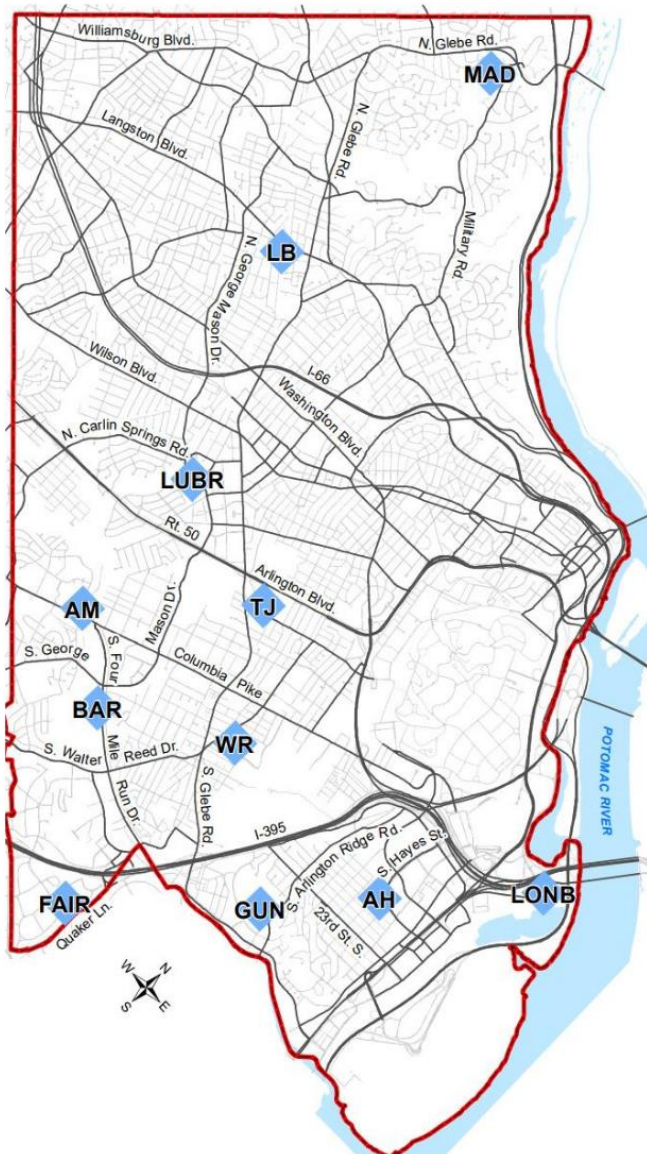 Williamsburg Blvd.
N. Glebe Rd.
MAD
Langston Blvd.
N. Glebe Rd.
Military Rd.
LB
N. George Mason Dr.
Wilson Blvd.
I-66
Washington Blvd.
N. Carlin Springs Rd.
LUBR
Rt. 50
Arlington Blvd.
AM
TJ
Mason Dr.
S. George
S. Four
Columbia Pike
BAR
WR
S. Walter
Reed Dr.
Mile
Run Dr.
S. Glebe Rd.
POTOMAC RIVER
I-395
S. Arlington Ridge Rd.
S. Hayes St.
FAIR
GUN
AH
LONB
23rd St. S.
Quaker Ln.
N
W
E
S